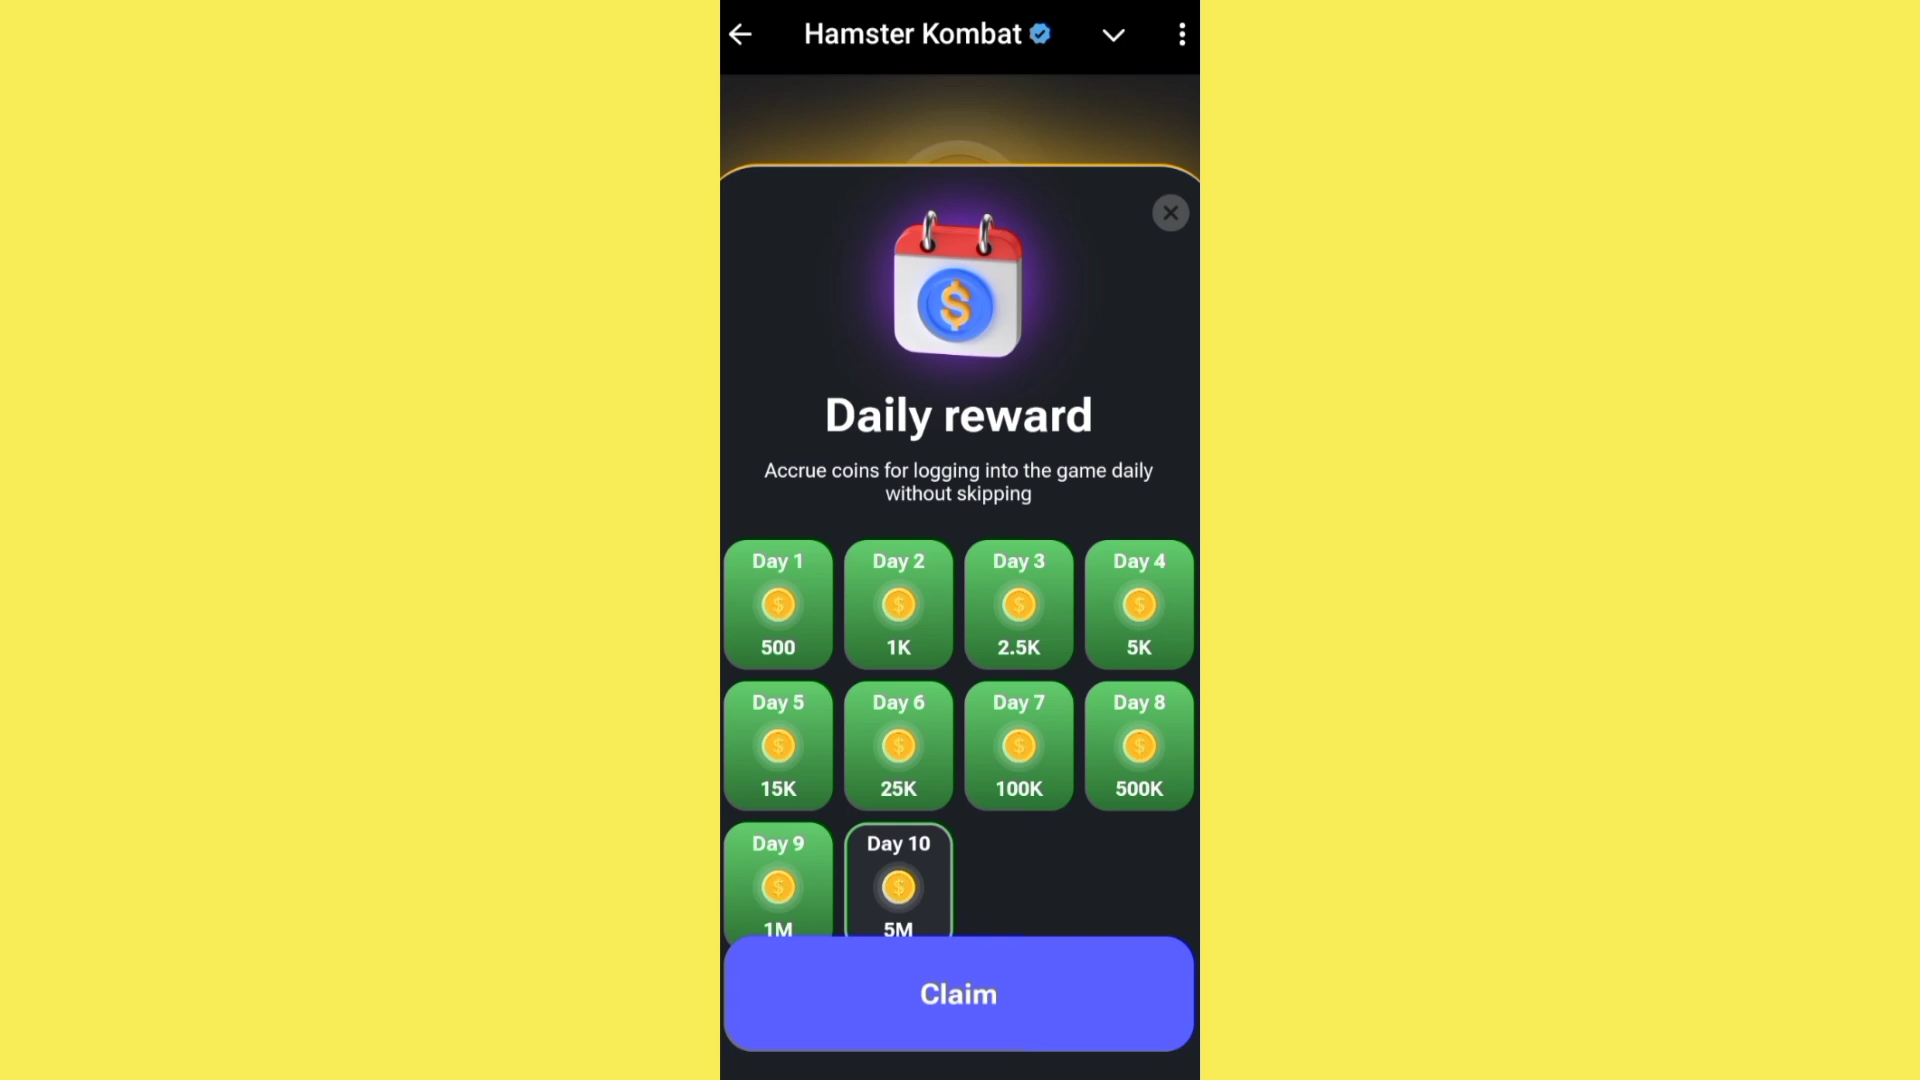 Hamster Kombat
Daily reward
Accrue coins for logging into the game daily
without skipping
Day 1
Day 2
Day 3
Day 4
500
1K
2.5K
5K
Day 5
Day 6
Day 7
Day 8
15K
25K
100K
500K
Day 9
Day 10
1M
5M
Claim